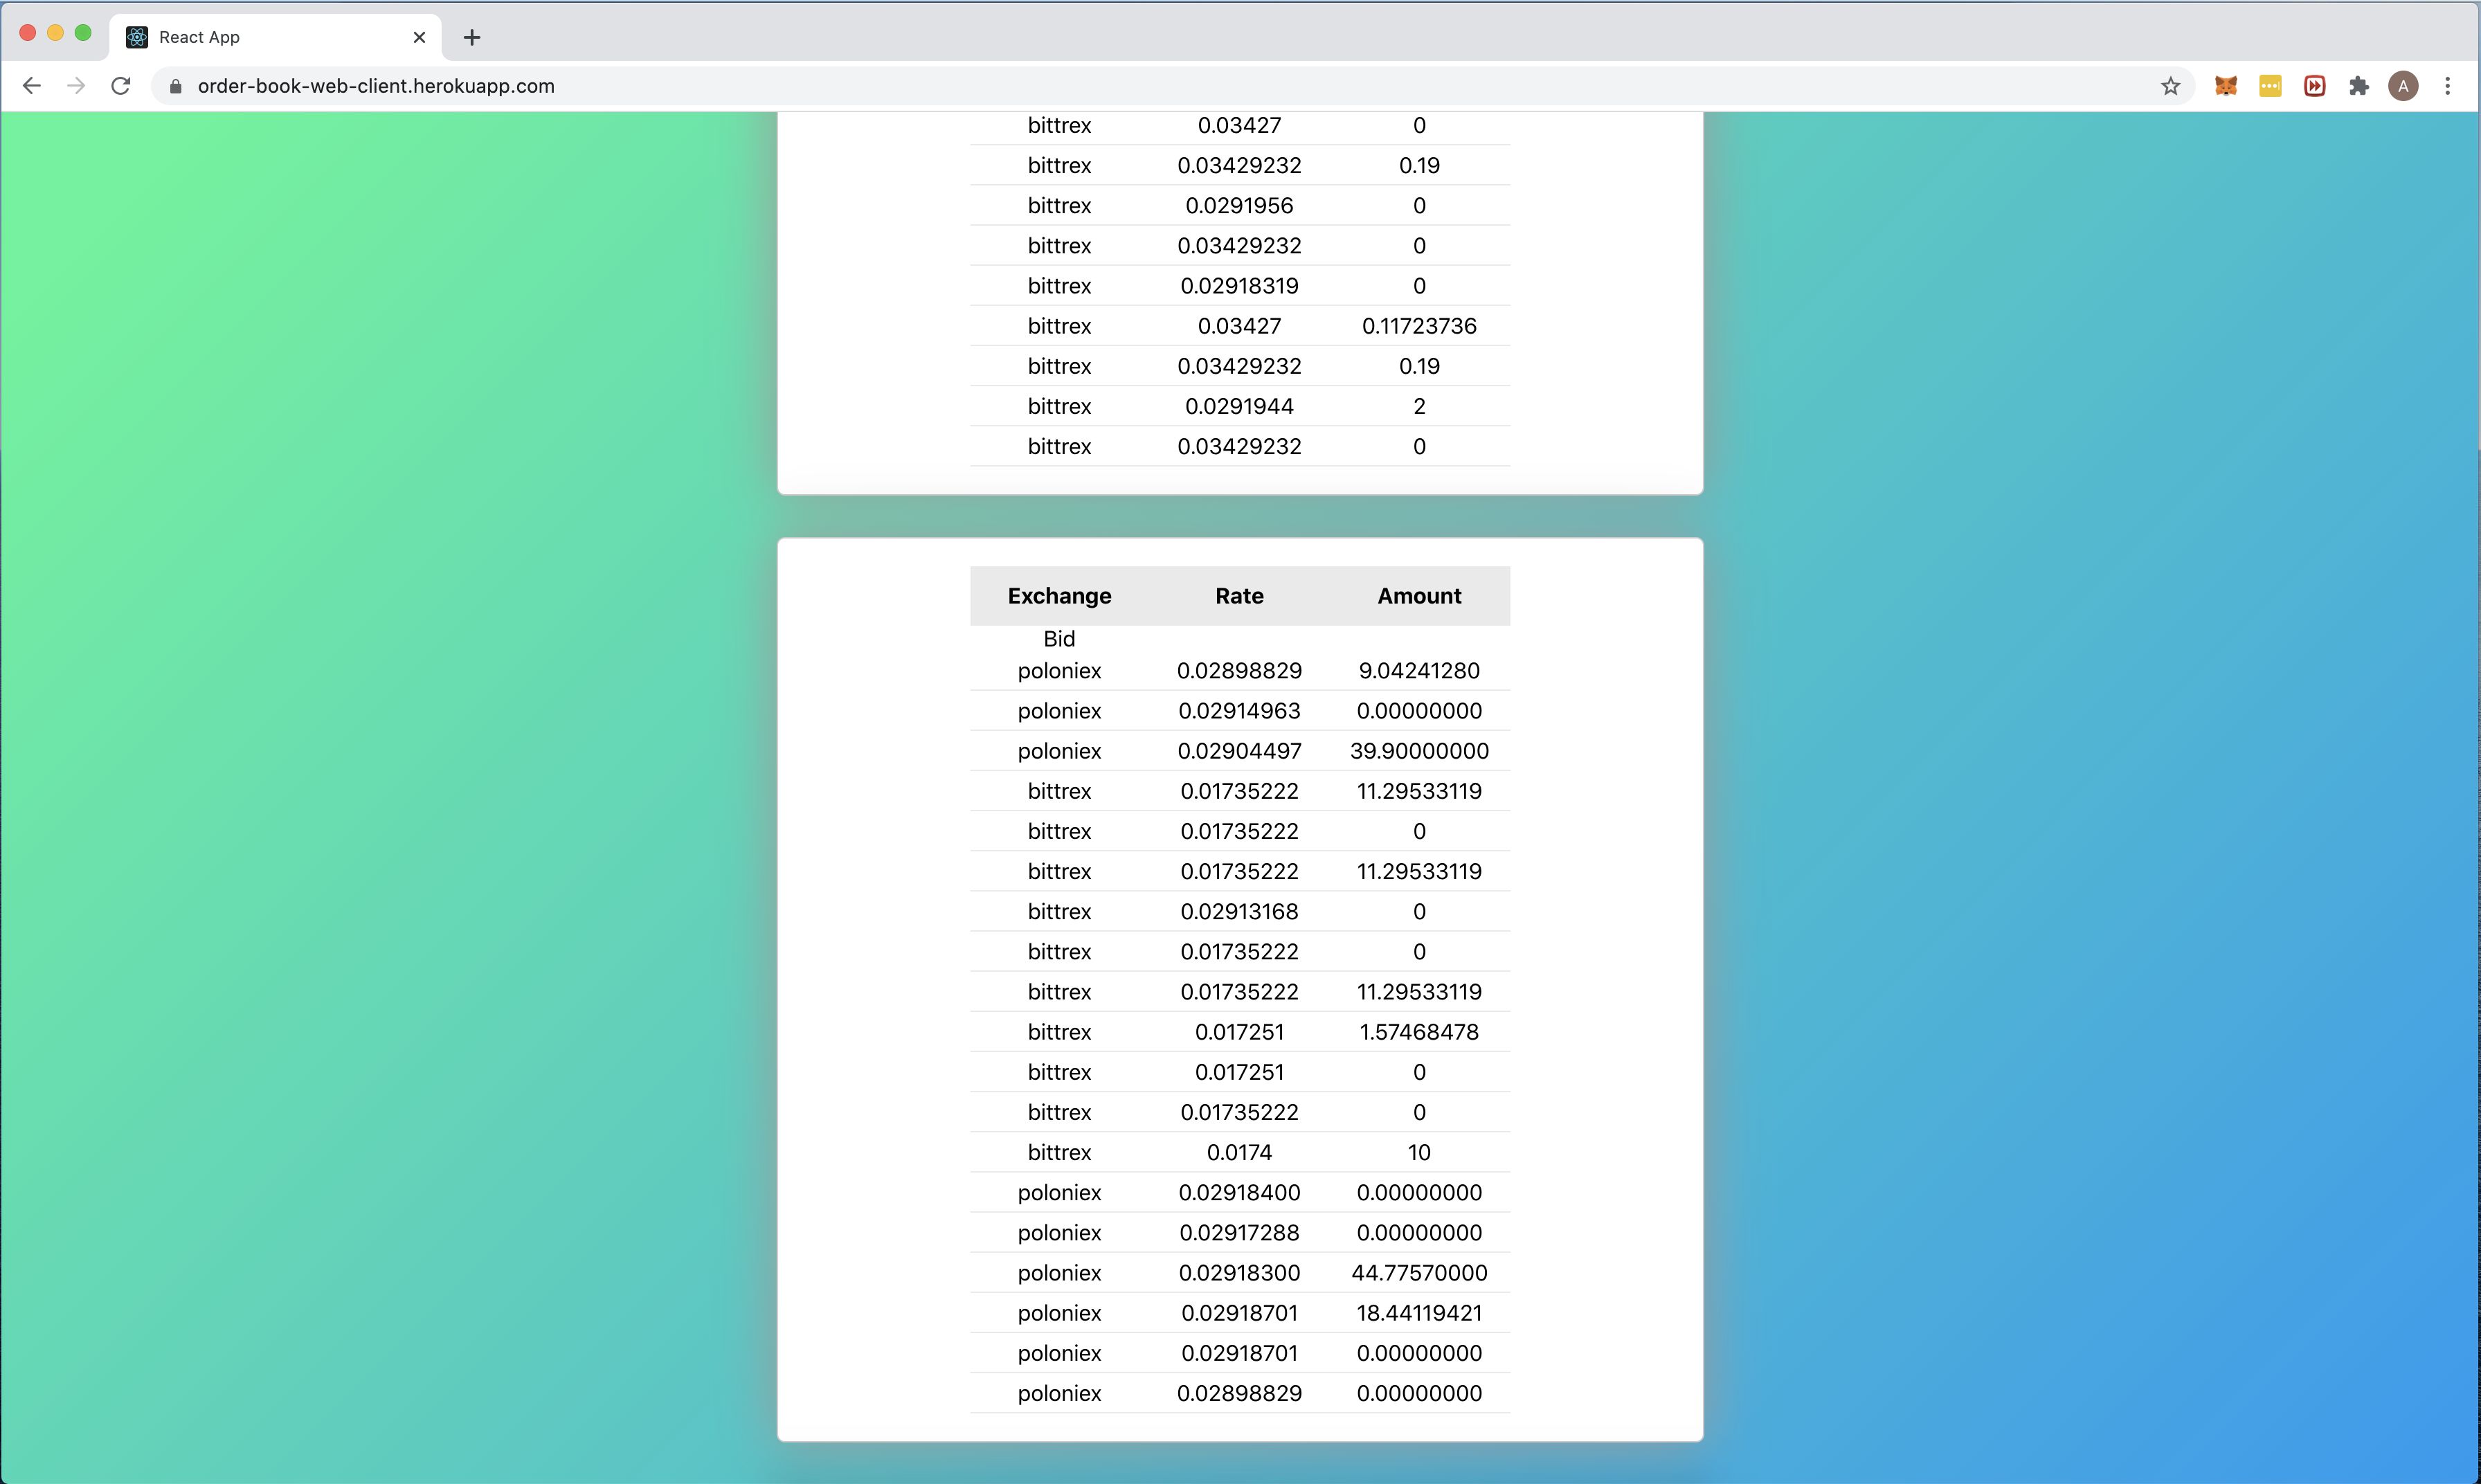 React App
order-book-web-client.herokuapp.com
A
bittrex 0.03427 0
bittrex 0.03429232 0.19
bittrex 0.0291956 0
bittrex 0.03429232 0
bittrex 0.02918319 0
bittrex 0.03427 0.11723736
bittrex 0.03429232 0.19
bittrex 0.0291944 2
bittrex 0.03429232 0
Exchange Rate Amount
Bid
poloniex 0.02898829 9.04241280
poloniex 0.02914963 0.00000000
poloniex 0.02904497 39.90000000
bittrex 0.01735222 11.29533119
bittrex 0.01735222 0
bittrex 0.01735222 11.29533119
bittrex 0.02913168 0
bittrex 0.01735222 0
bittrex 0.01735222 11.29533119
bittrex 0.017251 1.57468478
bittrex 0.017251 0
bittrex 0.01735222 0
bittrex 0.0174 10
poloniex 0.02918400 0.00000000
poloniex 0.02917288 0.00000000
poloniex 0.02918300 44.77570000
poloniex 0.02918701 18.44119421
poloniex 0.02918701 0.00000000
poloniex 0.02898829 0.00000000